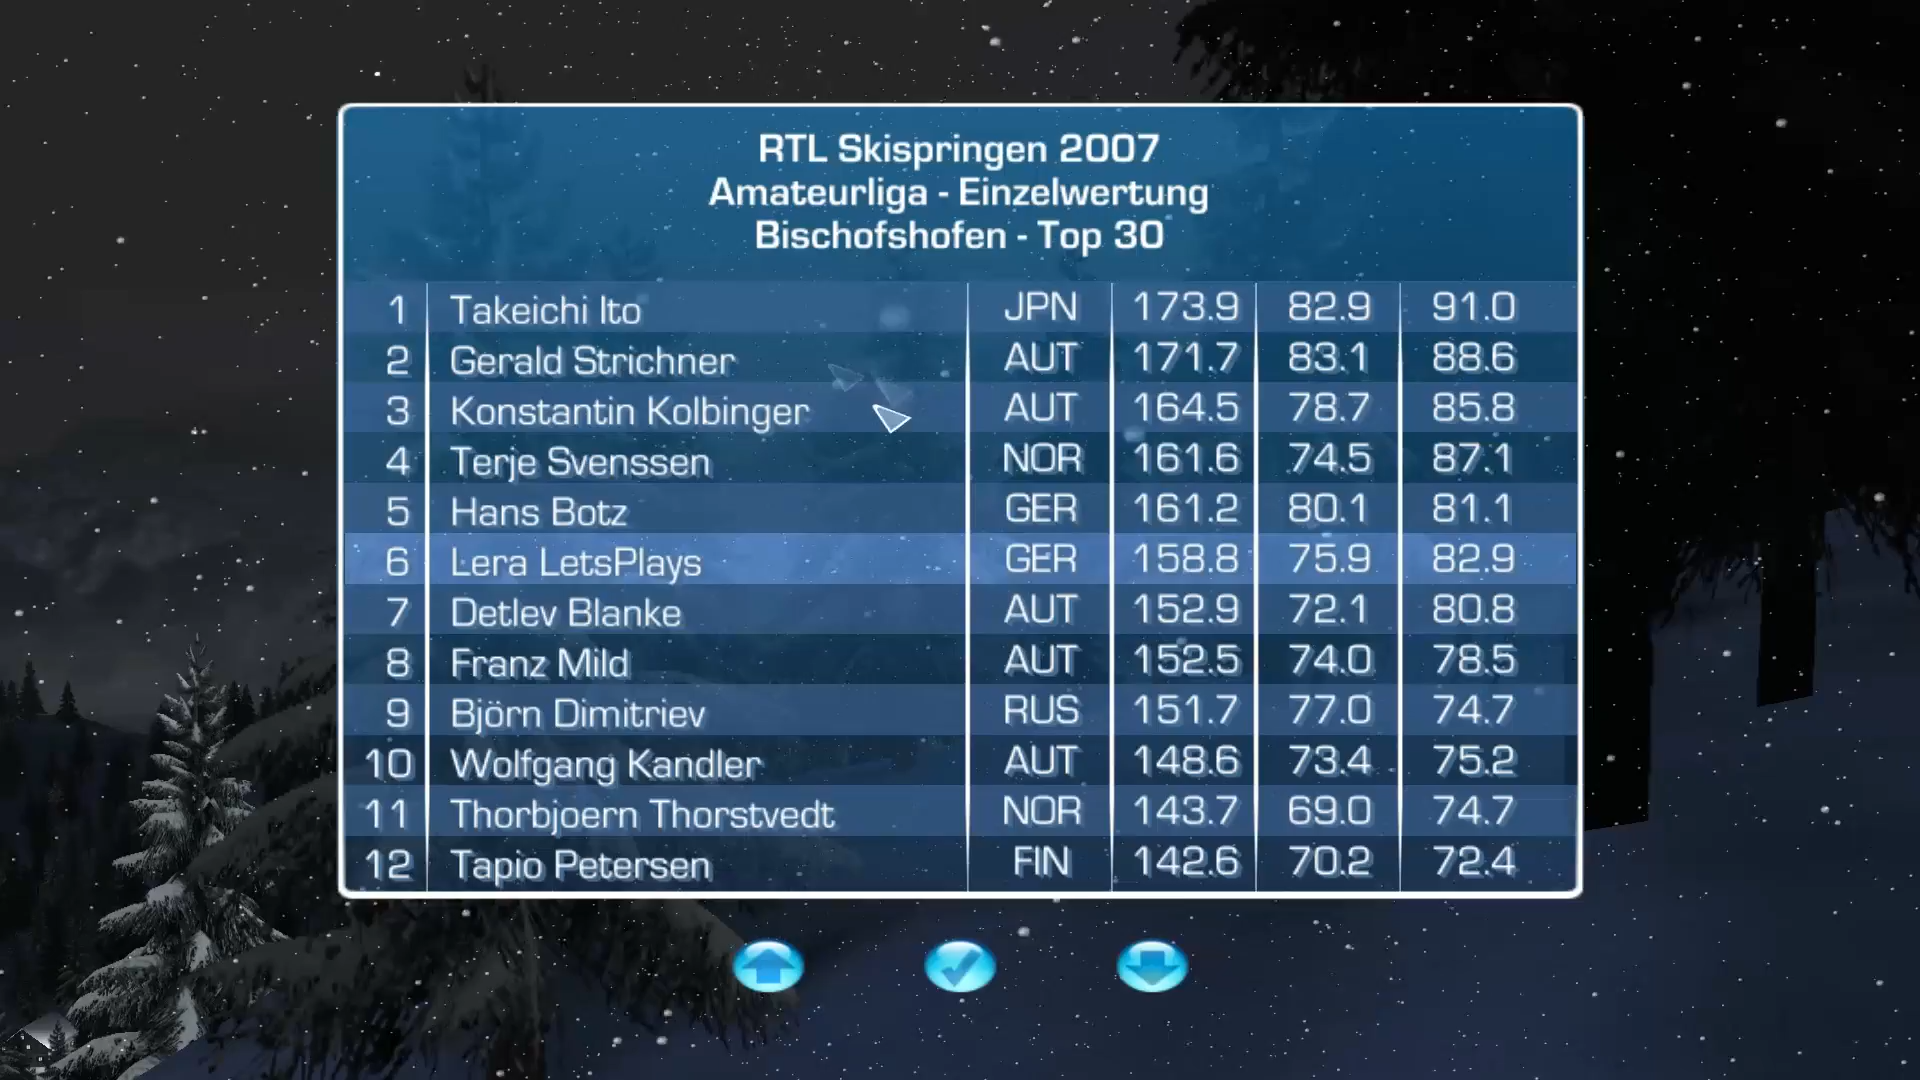 RTL Skispringen 2007
Amateurliga - Einzelwertung
Bischofshofen - Top 30
1 Takeichi Ito JPN 173.9 82.9 91.0
2 Gerald Strichner AUT 171.7 83.1 88.6
3 Konstantin Kolbinger AUT 164.5 78.7 85.8
4 Terje Svenssen NOR 161.6 74.5 87.1
5 Hans Botz GER 161.2 80.1 81.1
6 Lera LetsPlays GER 158.8 75.9 82.9
7 Detlev Blanke AUT 152.9 72.1 80.8
8 Franz Mild AUT 152.5 74.0 78.5
9 Björn Dimitriev RUS 151.7 77.0 74.7
10 Wolfgang Kandler AUT 148.6 73.4 75.2
11 Thorbjoern Thorstvedt NOR 143.7 69.0 74.7
12 Tapio Petersen FIN 142.6 70.2 72.4